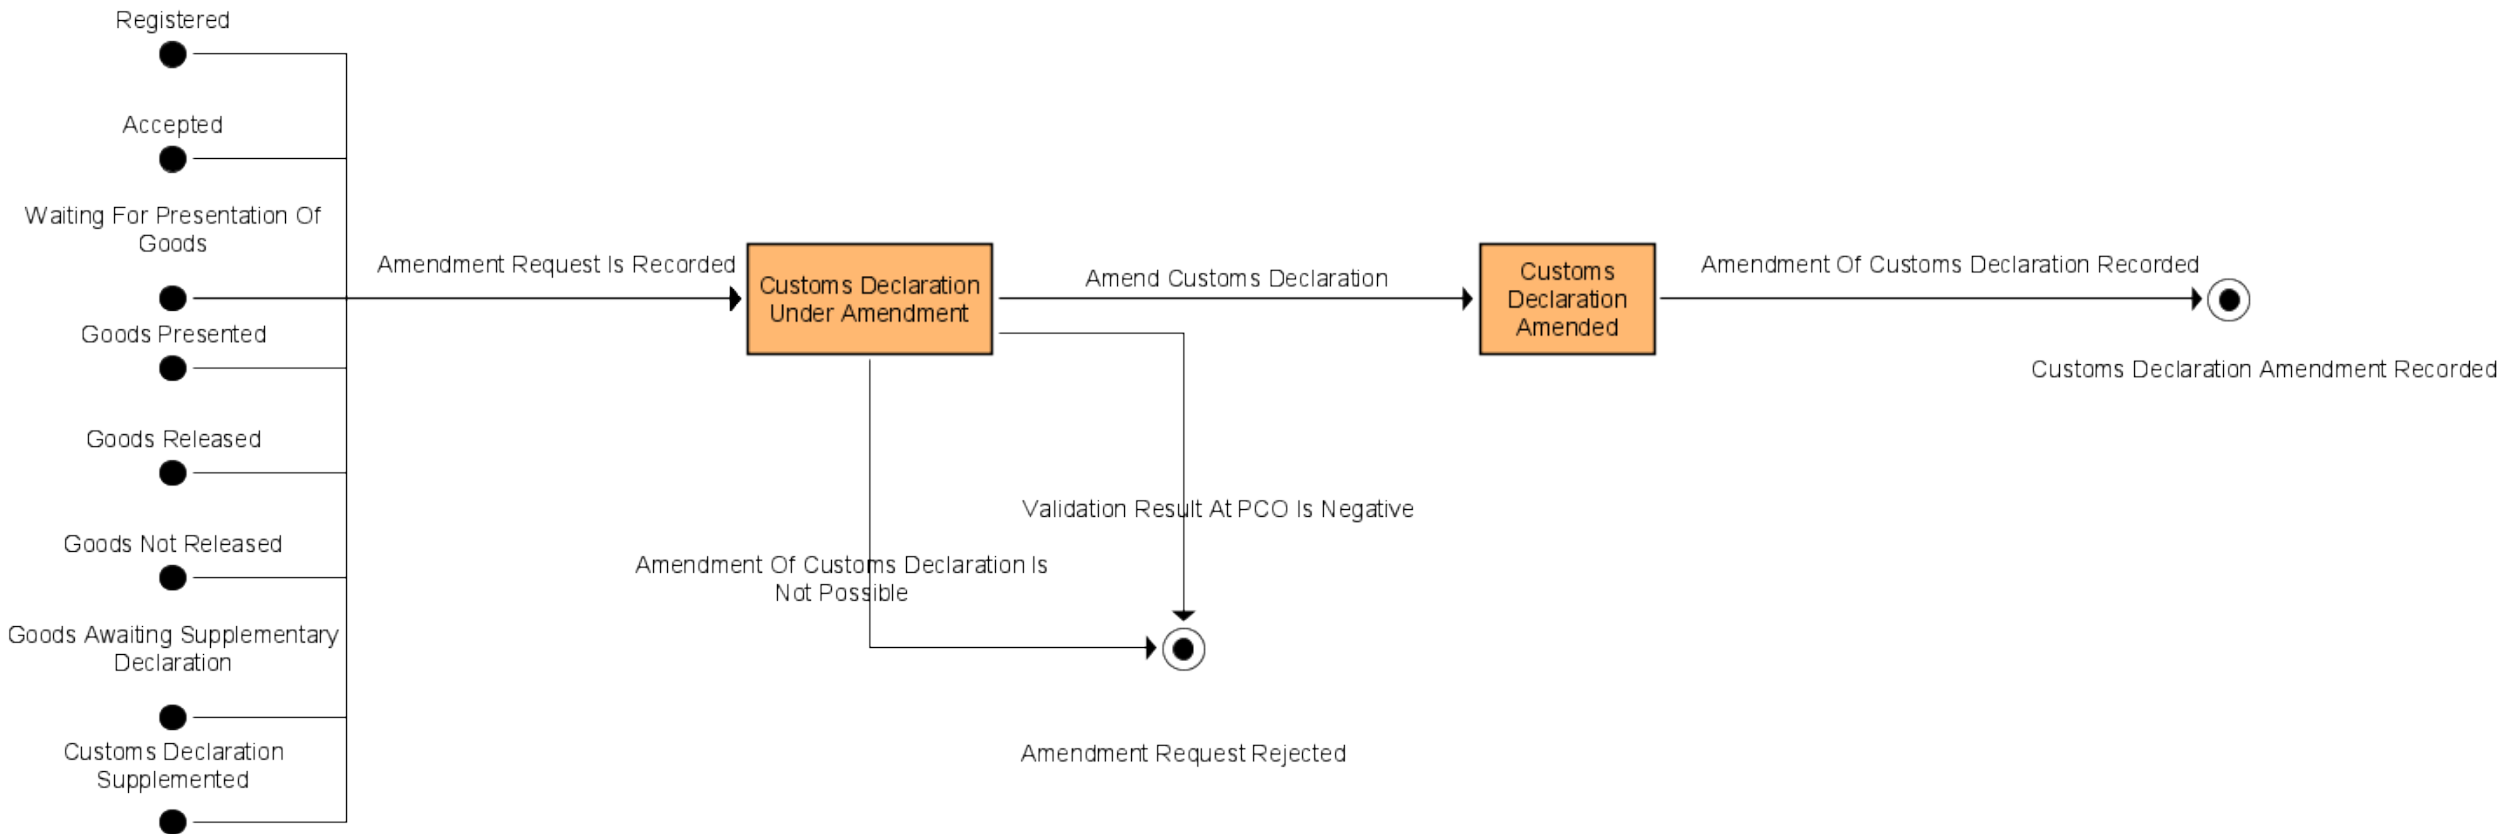 Registered
Accepted
Waiting For Presentation Of
Goods
Goods Presented
Goods Released
Goods Not Released
Goods Awaiting Supplementary
Declaration
Customs Declaration
Supplemented
Amendment Request Is Recorded
Customs Declaration
Under Amendment
Amend Customs Declaration
Customs
Declaration
Amended
Amendment Of Customs Declaration Recorded
Customs Declaration Amendment Recorded
Validation Result At PCO Is Negative
Amendment Of Customs Declaration Is
Not Possible
Amendment Request Rejected